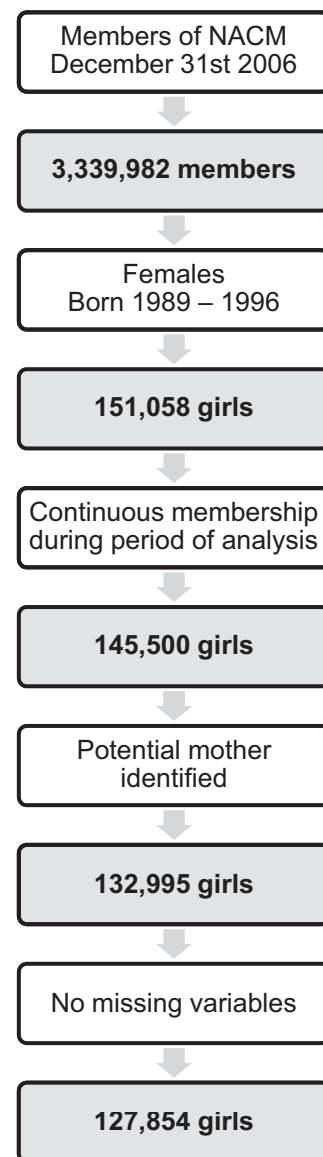 Members of NACM
December 31st 2006
3,339,982 members
Females
Born 1989 – 1996
151,058 girls
Continuous membership
during period of analysis
145,500 girls
Potential mother
identified
132,995 girls
No missing variables
127,854 girls